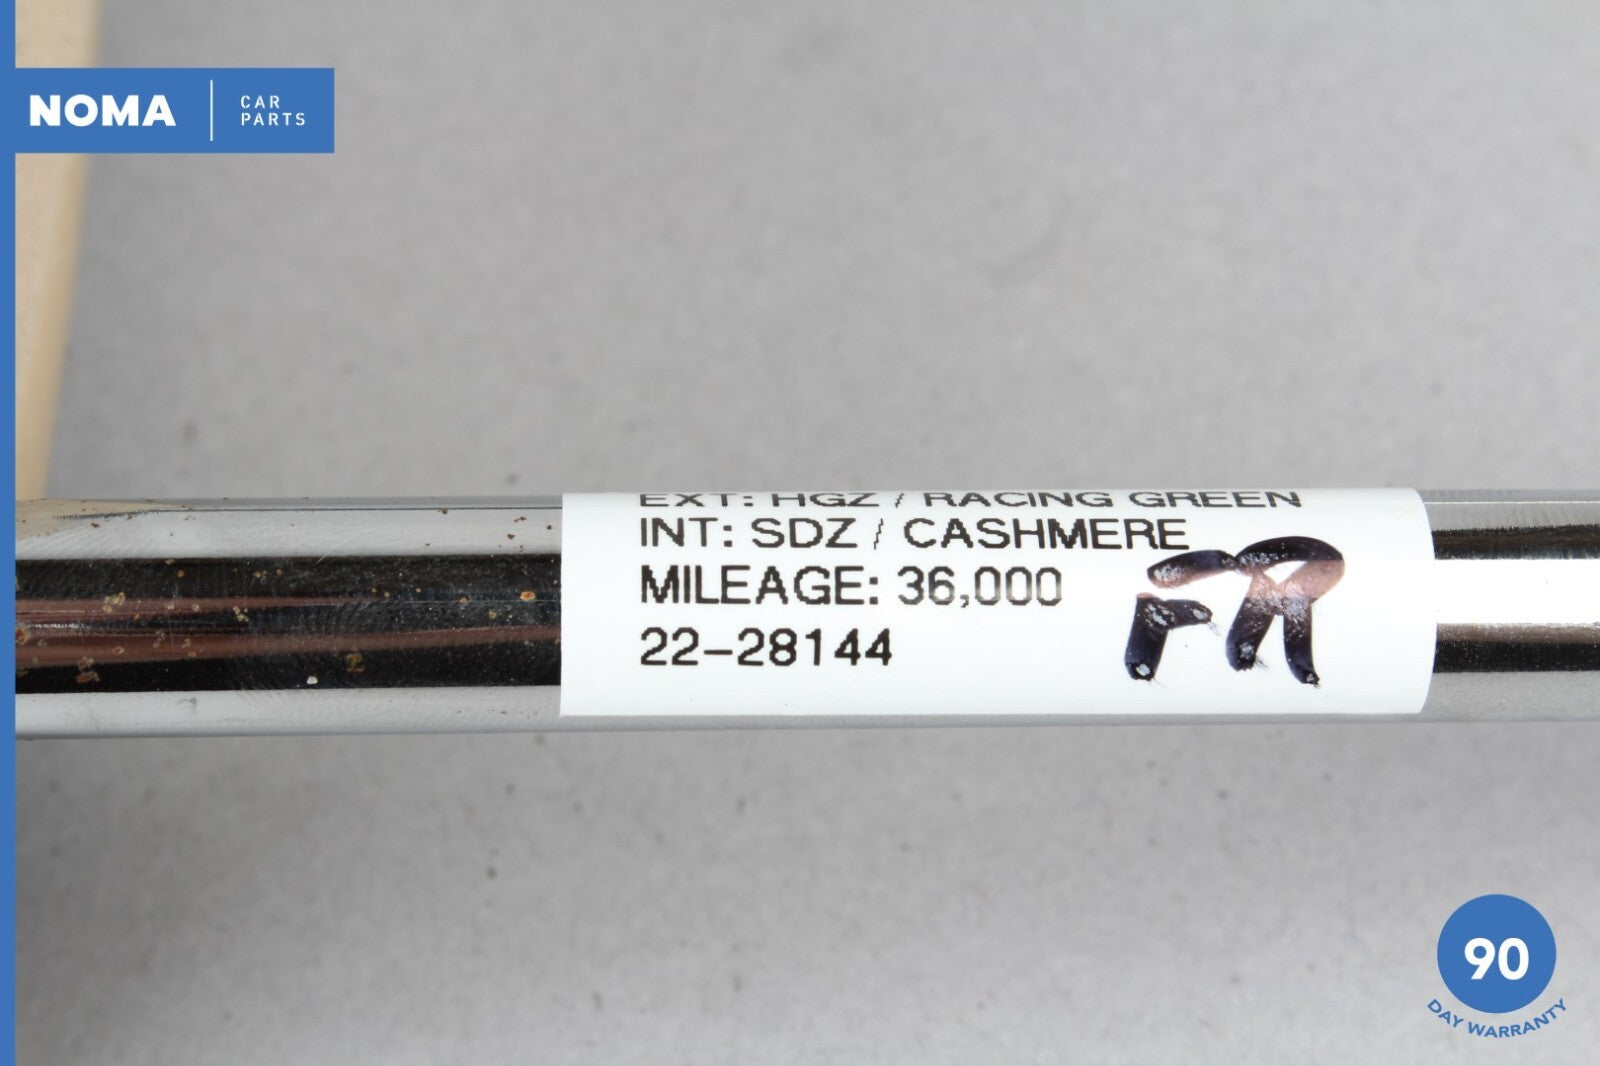 NOMA
CAR
PARTS
EXT: HGZ / RACING GREEN
INT: SDZ / CASHMERE
MILEAGE: 36,000
22-28144
FR
90
DAY WARRANTY